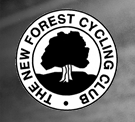 THE NEW FOREST CYCLING CLUB •